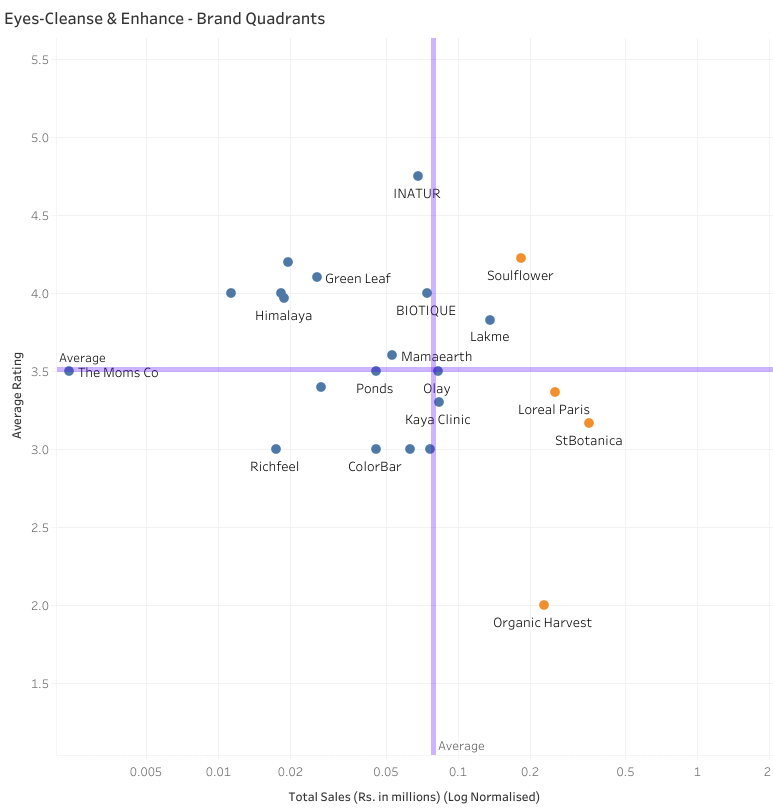 Eyes-Cleanse & Enhance - Brand Quadrants
5.5
5.0
INATUR
4.5
Soulflower
Green Leaf
4.0
BIOTIQUE
Himalaya
Lakme
Average
Mamaearth
3.5
The Moms Co
Ponds
Olay
Loreal Paris
Kaya Clinic
StBotanica
3.0
Richfeel
ColorBar
2.5
2.0
Organic Harvest
1.5
Average
Average Rating
0.005 0.01 0.02 0.05 0.1 0.2 0.5 1 2
Total Sales (Rs. in millions) (Log Normalised)